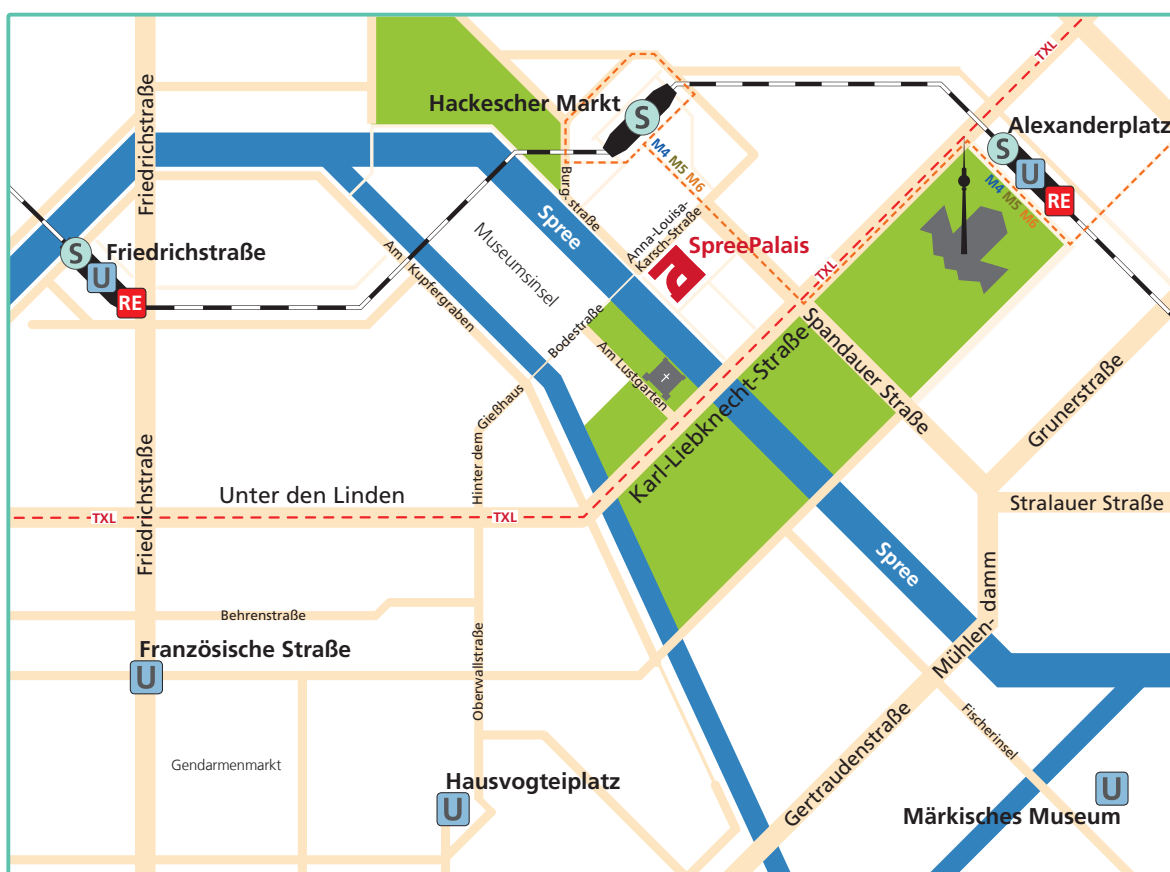 TXL
Friedrichstraße
Hackescher Markt
S
Alexanderplatz
S
U
RE
M4 M5 M6
M4 M5 M6
Burgstraße
Spree
Anna-Louisa-
Karsch-Straße
SpreePalais
TXL
S
U
RE
Friedrichstraße
Museumsinsel
Am Kupfergraben
Bodestraße
Am Lustgarten
Karl-Liebknecht-Straße
Spandauer Straße
Grunerstraße
Hinter dem Gießhaus
Friedrichstraße
Unter den Linden
TXL
TXL
Stralauer Straße
Spree
Mühlen-
damm
Behrenstraße
Französische Straße
U
Oberwallstraße
Gendarmenmarkt
Hausvogteiplatz
U
Gertraudenstraße
Fischerinsel
U
Märkisches Museum